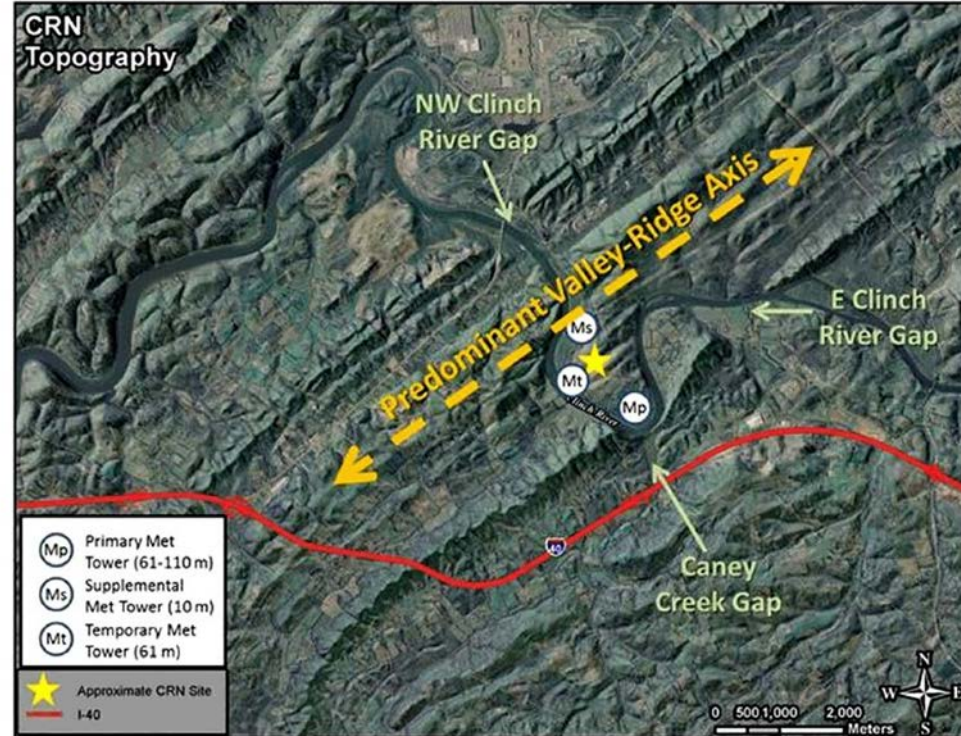 CRN
Topography
NW Clinch
River Gap
Predominant Valley-Ridge Axis
E Clinch
River Gap
Ms
Mt
Mp
Clinch River
40
Caney
Creek Gap
Mp Primary Met
Tower (61-110 m)
Ms Supplemental
Met Tower (10 m)
Mt Temporary Met
Tower (61 m)
Approximate CRN Site
I-40
N
W E
S
0 500 1,000 2,000
Meters